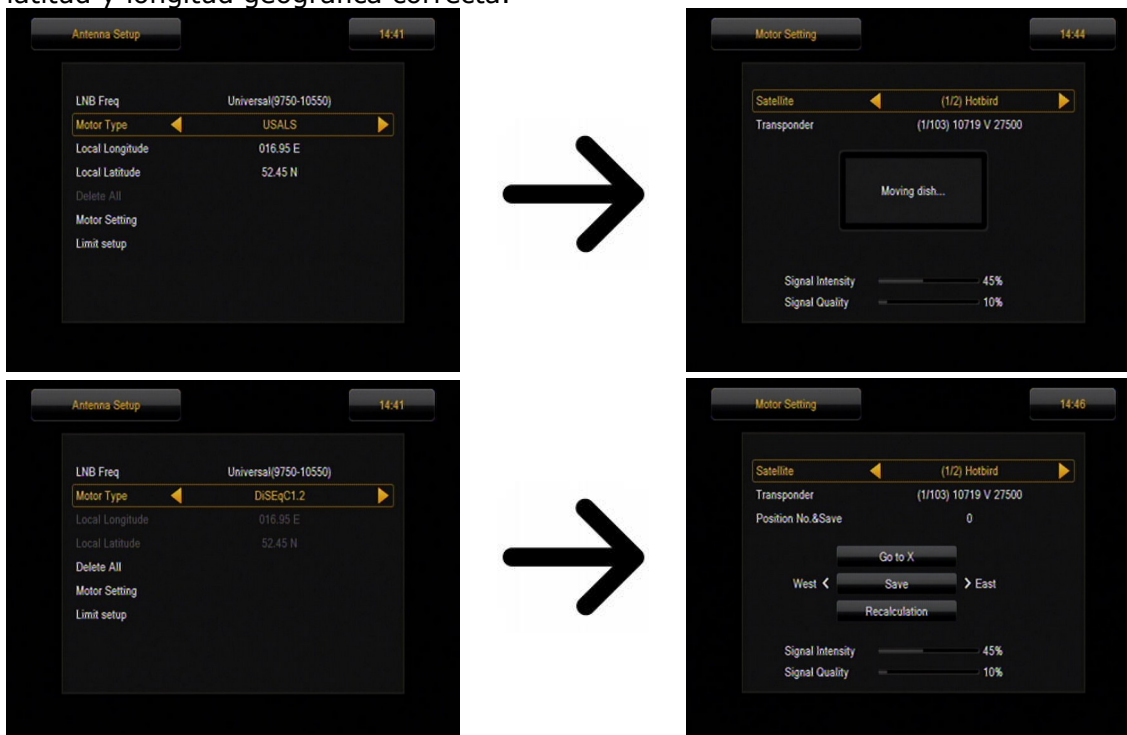 latitud y longitud geográfica correcta.
Antenna Setup 14:41
LNB Freq Universal(9750-10550)
Motor Type USALS
Local Longitude 016.95 E
Local Latitude 52.45 N
Delete All
Motor Setting
Limit setup
Motor Setting 14:44
Satellite (1/2) Hotbird
Transponder (1/103) 10719 V 27500
Moving dish...
Signal Intensity 45%
Signal Quality 10%
Antenna Setup 14:41
LNB Freq Universal(9750-10550)
Motor Type DiSEqC1.2
Local Longitude 016.95 E
Local Latitude 52.45 N
Delete All
Motor Setting
Limit setup
Motor Setting 14:46
Satellite (1/2) Hotbird
Transponder (1/103) 10719 V 27500
Position No.&Save 0
Go to X
West < Save > East
Recalculation
Signal Intensity 45%
Signal Quality 10%